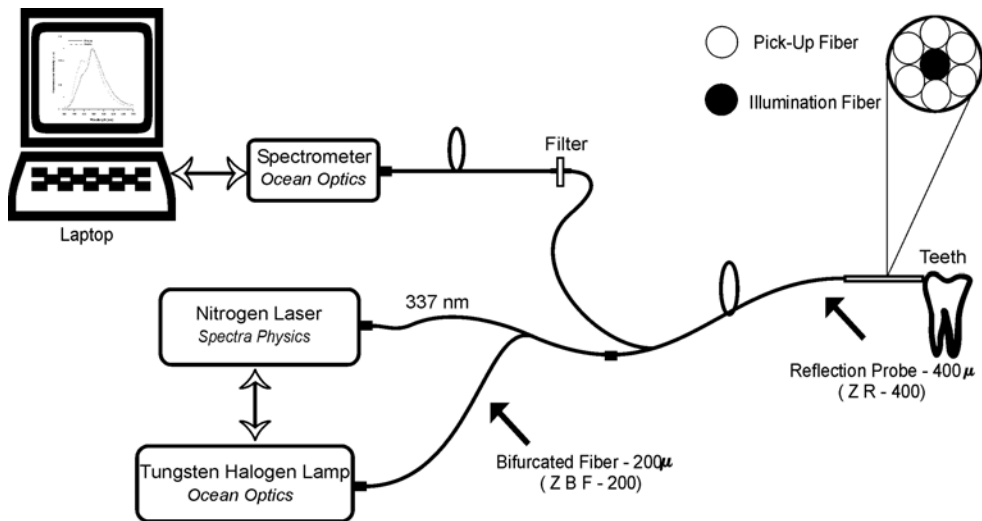 Pick-Up Fiber
Illumination Fiber
Filter
Spectrometer
Ocean Optics
Laptop
Teeth
337 nm
Nitrogen Laser
Spectra Physics
Reflection Probe - 400μ
( Z R - 400)
Bifurcated Fiber - 200μ
( Z B F - 200)
Tungsten Halogen Lamp
Ocean Optics